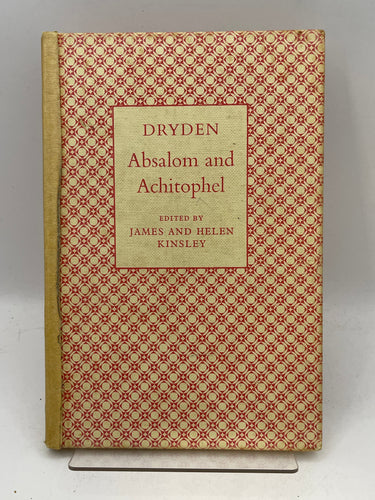 DRYDEN
Absalom and
Achitophel
EDITED BY
JAMES AND HELEN
KINSLEY